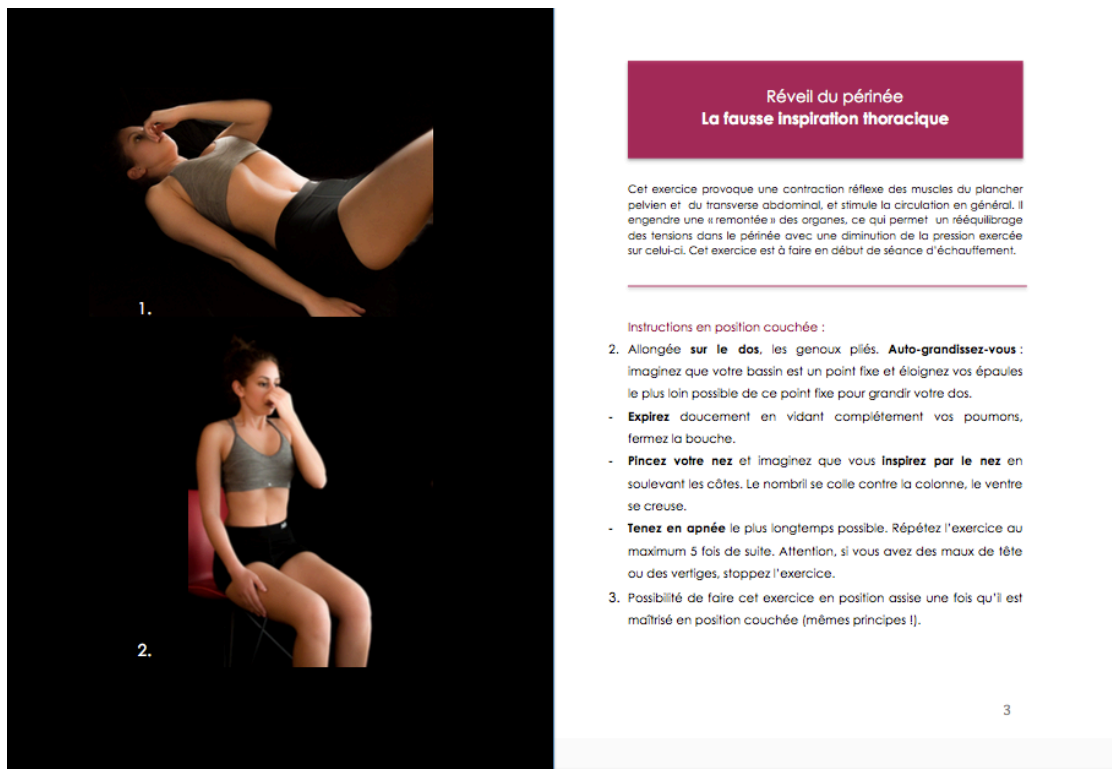 1.
2.
Réveil du périnée
La fausse inspiration thoracique
Cet exercice provoque une contraction réflexe des muscles du plancher
pelvien et du transverse abdominal, et stimule la circulation en général. Il
engendre une « remontée » des organes, ce qui permet un rééquilibrage
des tensions dans le périnée avec une diminution de la pression exercée
sur celui-ci. Cet exercice est à faire en début de séance d'échauffement.
Instructions en position couchée :
2. Allongée sur le dos, les genoux pliés. Auto-grandissez-vous :
imaginez que votre bassin est un point fixe et éloignez vos épaules
le plus loin possible de ce point fixe pour grandir votre dos.
- Expirez doucement en vidant complétement vos poumons,
fermez la bouche.
- Pincez votre nez et imaginez que vous inspirez par le nez en
soulevant les côtes. Le nombril se colle contre la colonne, le ventre
se creuse.
- Tenez en apnée le plus longtemps possible. Répétez l'exercice au
maximum 5 fois de suite. Attention, si vous avez des maux de tête
ou des vertiges, stoppez l'exercice.
3. Possibilité de faire cet exercice en position assise une fois qu'il est
maîtrisé en position couchée (mêmes principes !).
3